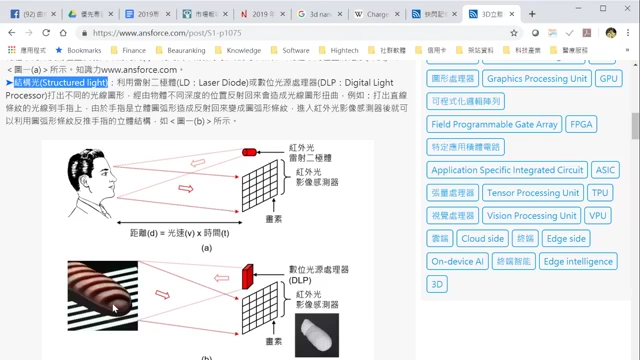 (92) 由
優先看
2019新
市場報
2019 n
3d nan
Charge
快閃記
3D立體
https://www.ansforce.com/post/S1-p1075
應用程式
Bookmarks
Finance
Business
Software
Hightech
社群軟體
信用卡
架站資料
科技業
醫療服務
<圖一(a)>所示。知識力www.ansforce.com。
➤結構光(Structured light)：利用雷射二極體(LD：Laser Diode)或數位光源處理器(DLP：Digital Light
Processor)打出不同的光線圖形，經由物體不同深度的位置反射回來會造成光線圖形扭曲，例如：打出直線
條紋的光線到手指上，由於手指是立體圓弧形造成反射回來變成圓弧形條紋，進入紅外光影像感測器後就可
以利用圓弧形條紋反推手指的立體結構，如<圖一(b)>所示。
紅外光
雷射二極體
紅外光
影像感測器
畫素
距離(d) = 光速(v) x 時間(t)
(a)
數位光源處理器
(DLP)
紅外光
影像感測器
畫素
(b)
圖形處理器
Graphics Processing Unit
GPU
可程式化邏輯陣列
Field Programmable Gate Array
FPGA
特定應用積體電路
Application Specific Integrated Circuit
ASIC
張量處理器
Tensor Processing Unit
TPU
視覺處理器
Vision Processing Unit
VPU
雲端
Cloud side
終端
Edge side
On-device AI
終端智能
Edge intelligence
3D